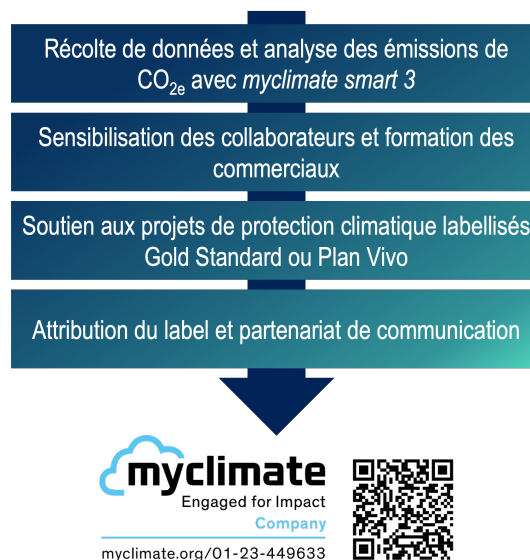 Récolte de données et analyse des émissions de
CO2e avec myclimate smart 3
Sensibilisation des collaborateurs et formation des
commerciaux
Soutien aux projets de protection climatique labellisés
Gold Standard ou Plan Vivo
Attribution du label et partenariat de communication
myclimate
Engaged for Impact
Company
myclimate.org/01-23-449633